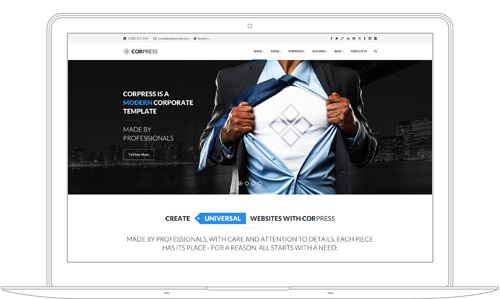 English
CORPRESS
HOME
PAGES
PORTFOLIO
FEATURES
BLOG
CONTACT US
CORPRESS IS A
MODERN CORPORATE
TEMPLATE
MADE BY
PROFESSIONALS
Tell Me More
CREATE UNIVERSAL WEBSITES WITH CORPRESS
MADE BY PROFESSIONALS, WITH CARE AND ATTENTION TO DETAILS. EACH PIECE
HAS ITS PLACE - FOR A REASON. ALL STARTS WITH A NEED: